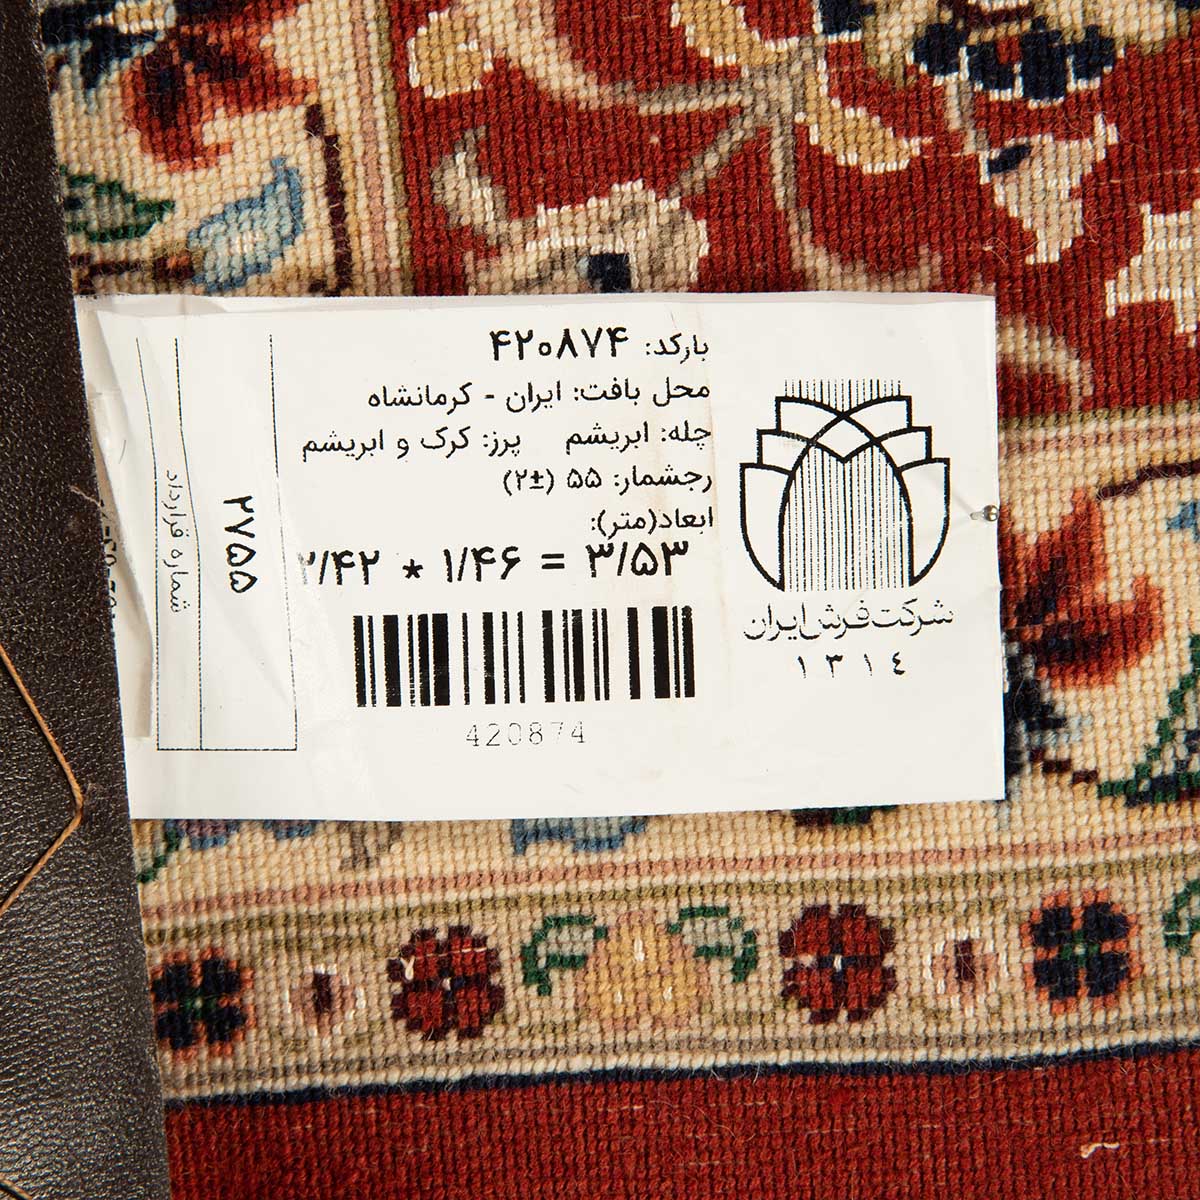 بارکد: ۴۲۰۸۷۴
محل بافت: ایران - کرمانشاه
چله: ابریشم پرز: کرک و ابریشم
رجشمار: ۵۵ (±۲)
ابعاد(متر):
۲/۴۲ * ۱/۴۶ = ۳/۵۳
420874
شرکت فرش ایران
١٣١٤
۲۷۵۵
شماره قرارداد